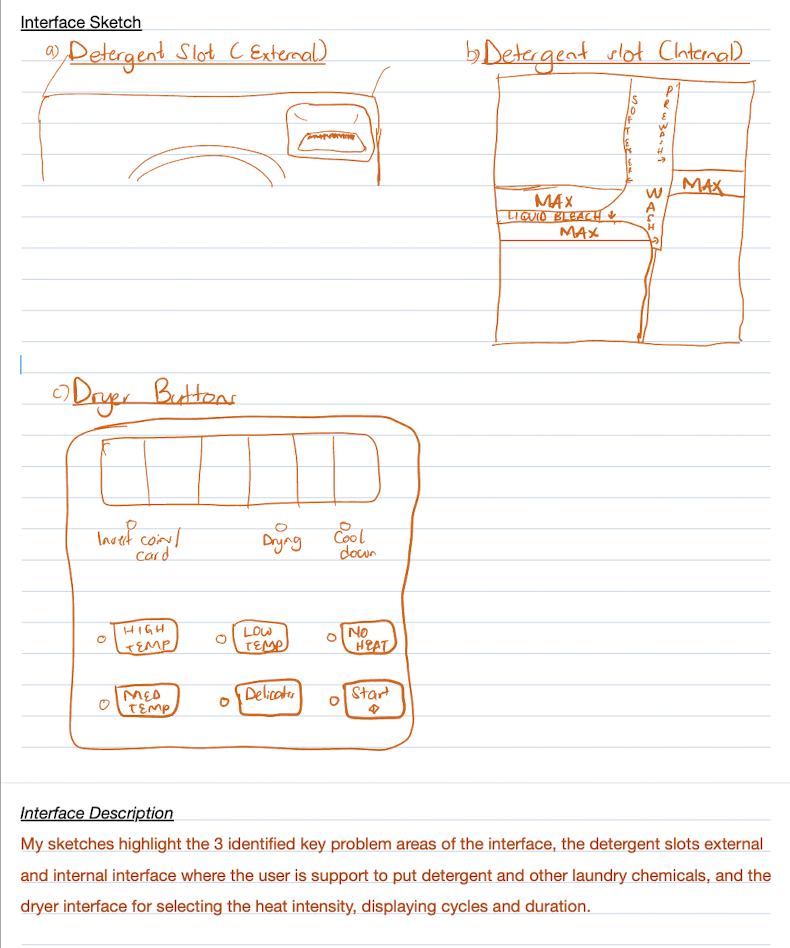 Interface Sketch
a) Detergent Slot ( External)
b) Detergent slot (Internal)
SOFTENER
PREWASH →
MAX
WASH
MAX
LIQUID BLEACH ↓
MAX
c) Dryer Buttons
Insert coin/ card
Drying
Cool down
HIGH TEMP
LOW TEMP
NO HEAT
MED TEMP
Delicates
Start
Interface Description
My sketches highlight the 3 identified key problem areas of the interface, the detergent slots external
and internal interface where the user is support to put detergent and other laundry chemicals, and the
dryer interface for selecting the heat intensity, displaying cycles and duration.